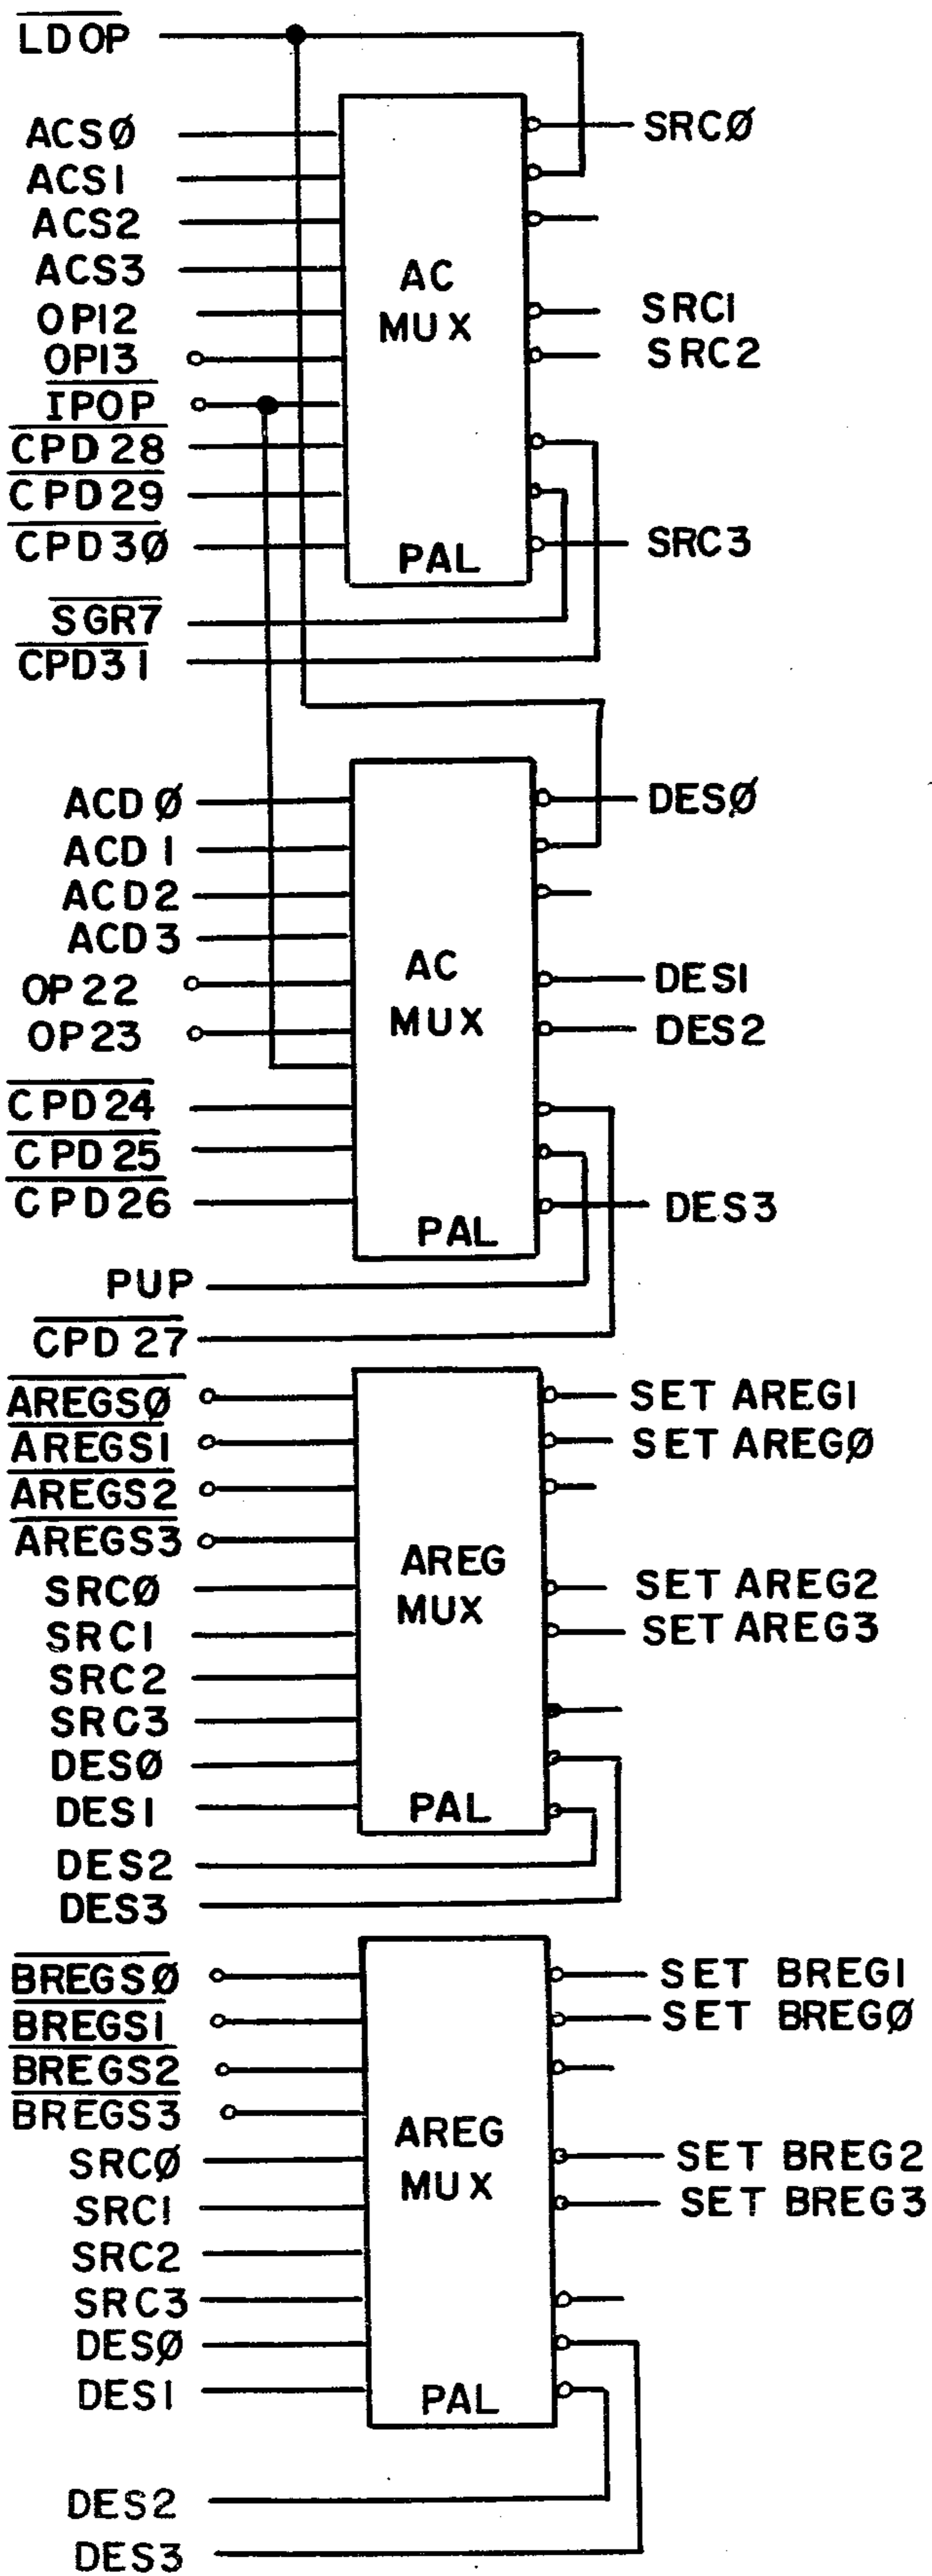 LDOP
ACSØ
ACS1
ACS2
ACS3
OP12
OP13
IPOP
CPD28
CPD29
CPD3Ø
SGR7
CPD31
AC
MUX
PAL
SRCØ
SRC1
SRC2
SRC3
ACDØ
ACD1
ACD2
ACD3
OP22
OP23
CPD24
CPD25
CPD26
PUP
CPD27
AC
MUX
PAL
DESØ
DES1
DES2
DES3
AREGSØ
AREGS1
AREGS2
AREGS3
SRCØ
SRC1
SRC2
SRC3
DESØ
DES1
DES2
DES3
AREG
MUX
PAL
SET AREG1
SET AREGØ
SET AREG2
SET AREG3
BREGSØ
BREGS1
BREGS2
BREGS3
SRCØ
SRC1
SRC2
SRC3
DESØ
DES1
DES2
DES3
AREG
MUX
PAL
SET BREG1
SET BREGØ
SET BREG2
SET BREG3